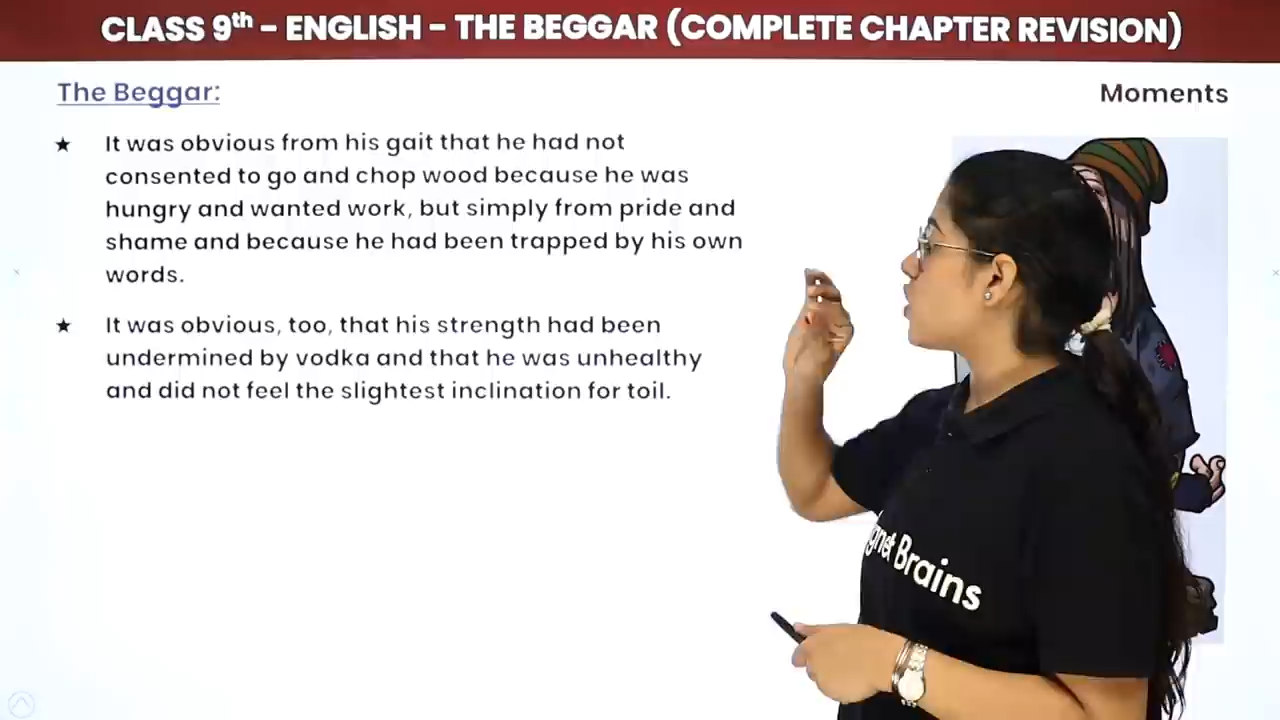 CLASS 9th - ENGLISH - THE BEGGAR (COMPLETE CHAPTER REVISION)
The Beggar:
Moments
★ It was obvious from his gait that he had not
consented to go and chop wood because he was
hungry and wanted work, but simply from pride and
shame and because he had been trapped by his own
words.
★ It was obvious, too, that his strength had been
undermined by vodka and that he was unhealthy
and did not feel the slightest inclination for toil.
Brains